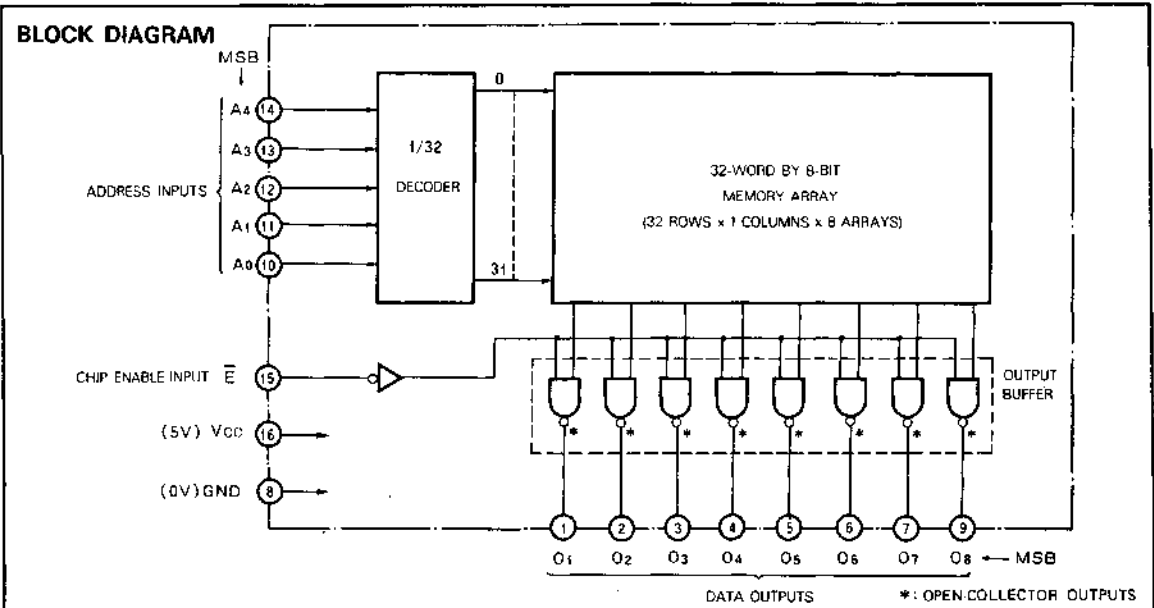 BLOCK DIAGRAM
MSB
↓
A4 14
A3 13
ADDRESS INPUTS A2 12
A1 11
A0 10
1/32
DECODER
0
31
32-WORD BY 8-BIT
MEMORY ARRAY
(32 ROWS × 1 COLUMNS × 8 ARRAYS)
CHIP ENABLE INPUT E̅ 15
(5V) VCC 16
(0V) GND 8
OUTPUT
BUFFER
* * * * * * * *
1 2 3 4 5 6 7 9
O1 O2 O3 O4 O5 O6 O7 O8 ← MSB
DATA OUTPUTS
*: OPEN-COLLECTOR OUTPUTS